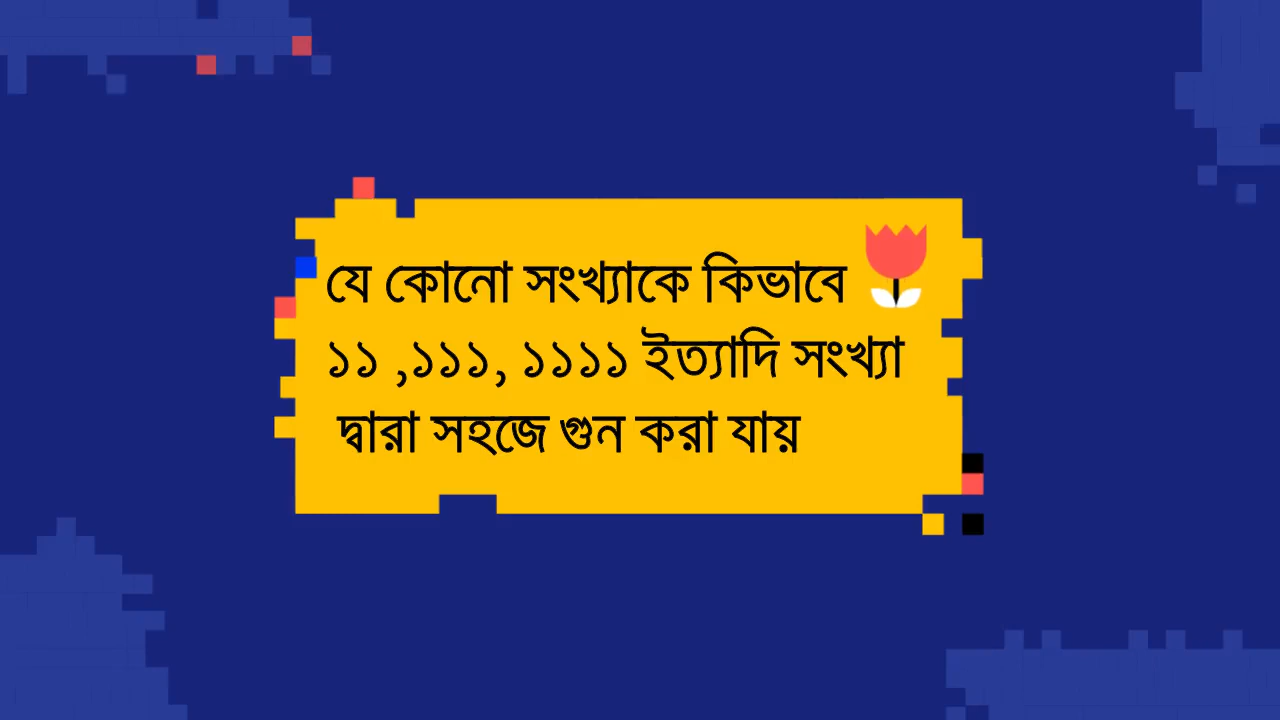 যে কোনো সংখ্যাকে কিভাবে
১১ ,১১১, ১১১১ ইত্যাদি সংখ্যা
দ্বারা সহজে গুন করা যায়